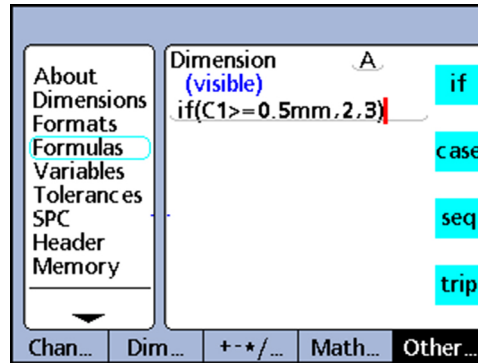 About
Dimensions
Formats
Formulas
Variables
Tolerances
SPC
Header
Memory
Dimension A
(visible)
if(C1>=0.5mm,2,3)
if
case
seq
trip
Chan... Dim... +-*/... Math... Other...